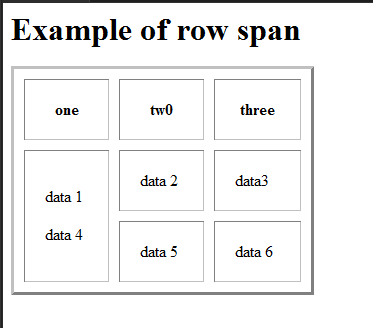 Example of row span
one tw0 three
data 1
data 4
data 2 data3
data 5 data 6